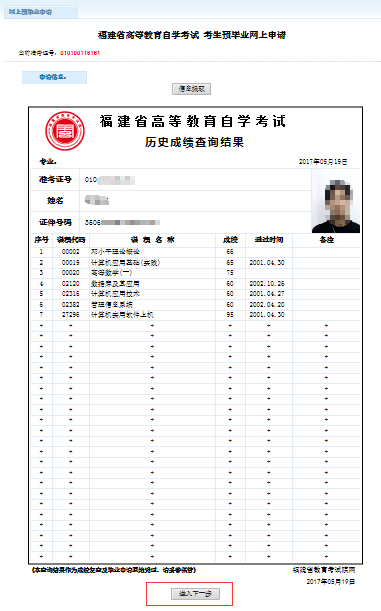 网上预毕业申请
福建省高等教育自学考试 考生预毕业网上申请
当前准考证号: 010100116161
申请信息:
信息提取
福建省高等教育自学考试
历史成绩查询结果
专业: 2017年05月19日
准考证号 010
姓名
证件号码 3505
序号 课程代码 课 程 名 称 成绩 通过时间 备注
1 00002 邓小平理论概论 66
2 00019 计算机应用基础(实践) 65 2001.04.30
3 00020 高等数学(一) 75
4 02120 数据库及其应用 60 2002.10.26
5 02316 计算机应用技术 60 2001.04.27
6 02382 管理信息系统 60 2002.04.20
7 27296 计算机实用软件上机 95 2001.04.30
福建省教育考试院网
2017年05月19日
进入下一步